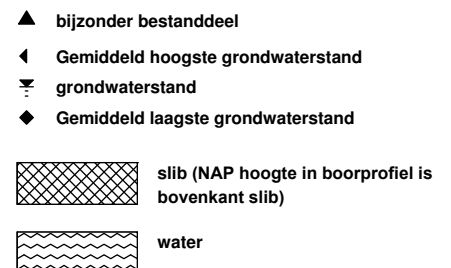 bijzonder bestanddeel
Gemiddeld hoogste grondwaterstand
grondwaterstand
Gemiddeld laagste grondwaterstand
slib (NAP hoogte in boorprofiel is
bovenkant slib)
water